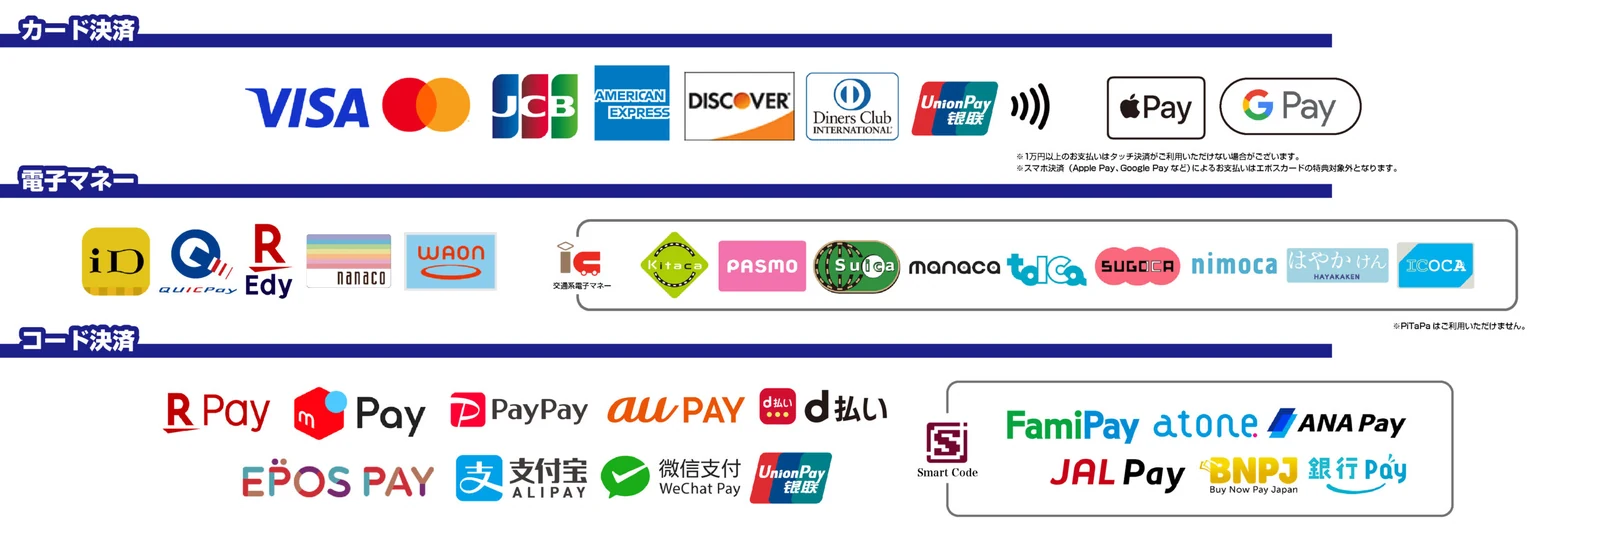 カード決済
VISA
JCB
AMERICAN EXPRESS
DISCOVER
Diners Club INTERNATIONAL
UnionPay 银联
Pay
G Pay
※1万円以上のお支払いはタッチ決済がご利用いただけない場合がございます。
※スマホ決済（Apple Pay、Google Payなど）によるお支払いはエポスカードの特典対象外となります。
電子マネー
iD
QUICPay
R Edy
nanaco
WAON
交通系電子マネー
Kitaca
PASMO
Suica
manaca
toICa
SUGOCA
nimoca
はやかけん
HAYAKAKEN
ICOCA
※PiTaPa はご利用いただけません。
コード決済
R Pay
m Pay
PayPay
au PAY
d払い d払い
EPOS PAY
支 支付宝
ALIPAY
微信支付
WeChat Pay
UnionPay 银联
S
Smart Code
FamiPay
atone
ANA Pay
JAL Pay
BNPJ
Buy Now Pay Japan
銀行Pay